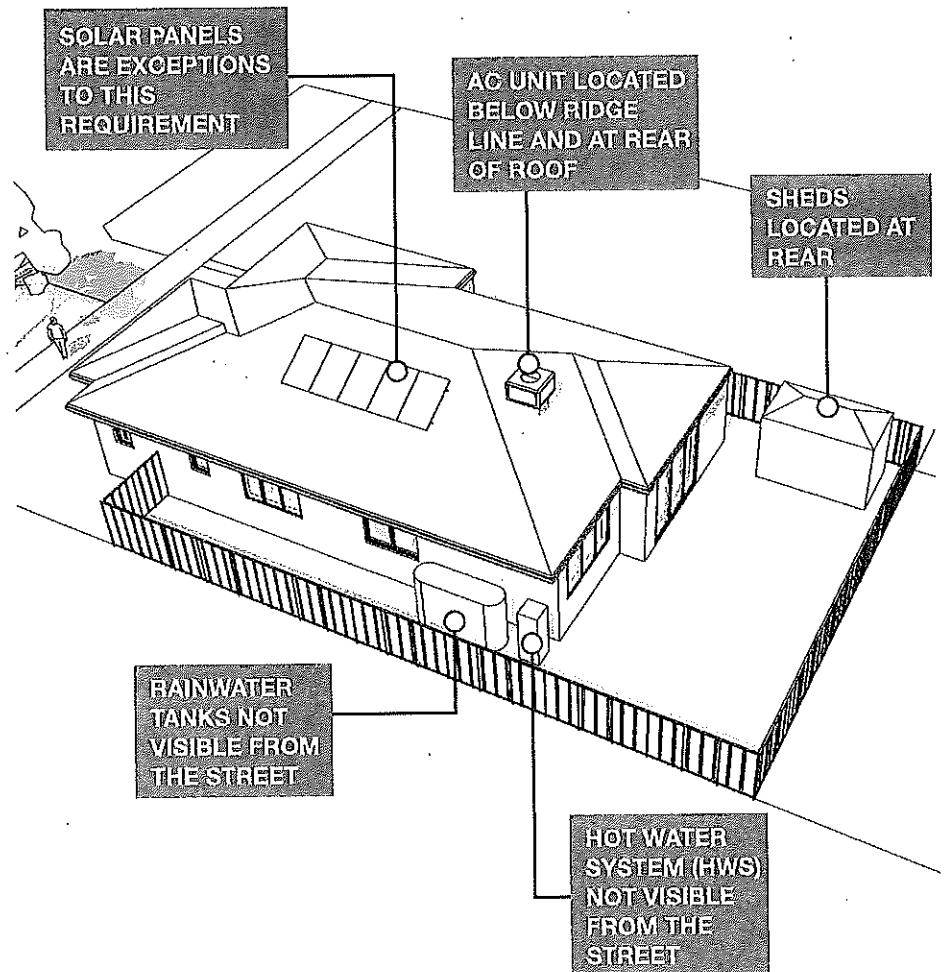 SOLAR PANELS
ARE EXCEPTIONS
TO THIS
REQUIREMENT
AC UNIT LOCATED
BELOW RIDGE
LINE AND AT REAR
OF ROOF
SHEDS
LOCATED AT
REAR
RAINWATER
TANKS NOT
VISIBLE FROM
THE STREET
HOT WATER
SYSTEM (HWS)
NOT VISIBLE
FROM THE
STREET